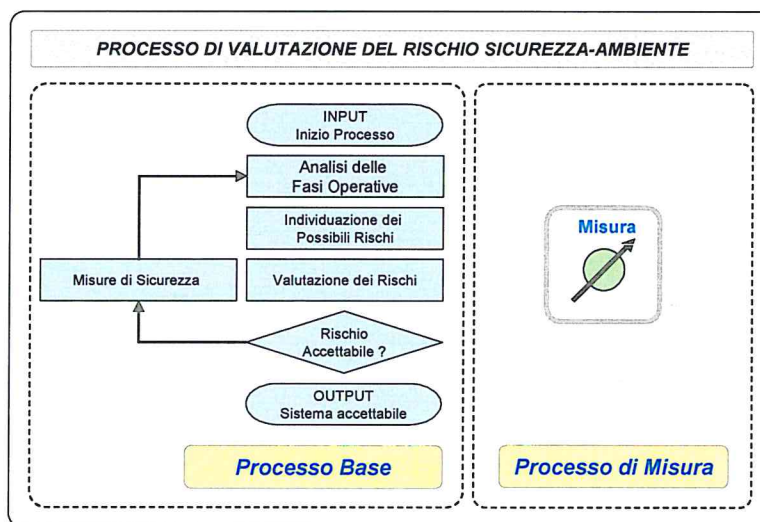 PROCESSO DI VALUTAZIONE DEL RISCHIO SICUREZZA-AMBIENTE
INPUT
Inizio Processo
Analisi delle
Fasi Operative
Individuazione dei
Possibili Rischi
Misure di Sicurezza
Valutazione dei Rischi
Rischio
Accettabile ?
OUTPUT
Sistema accettabile
Processo Base
Misura
Processo di Misura